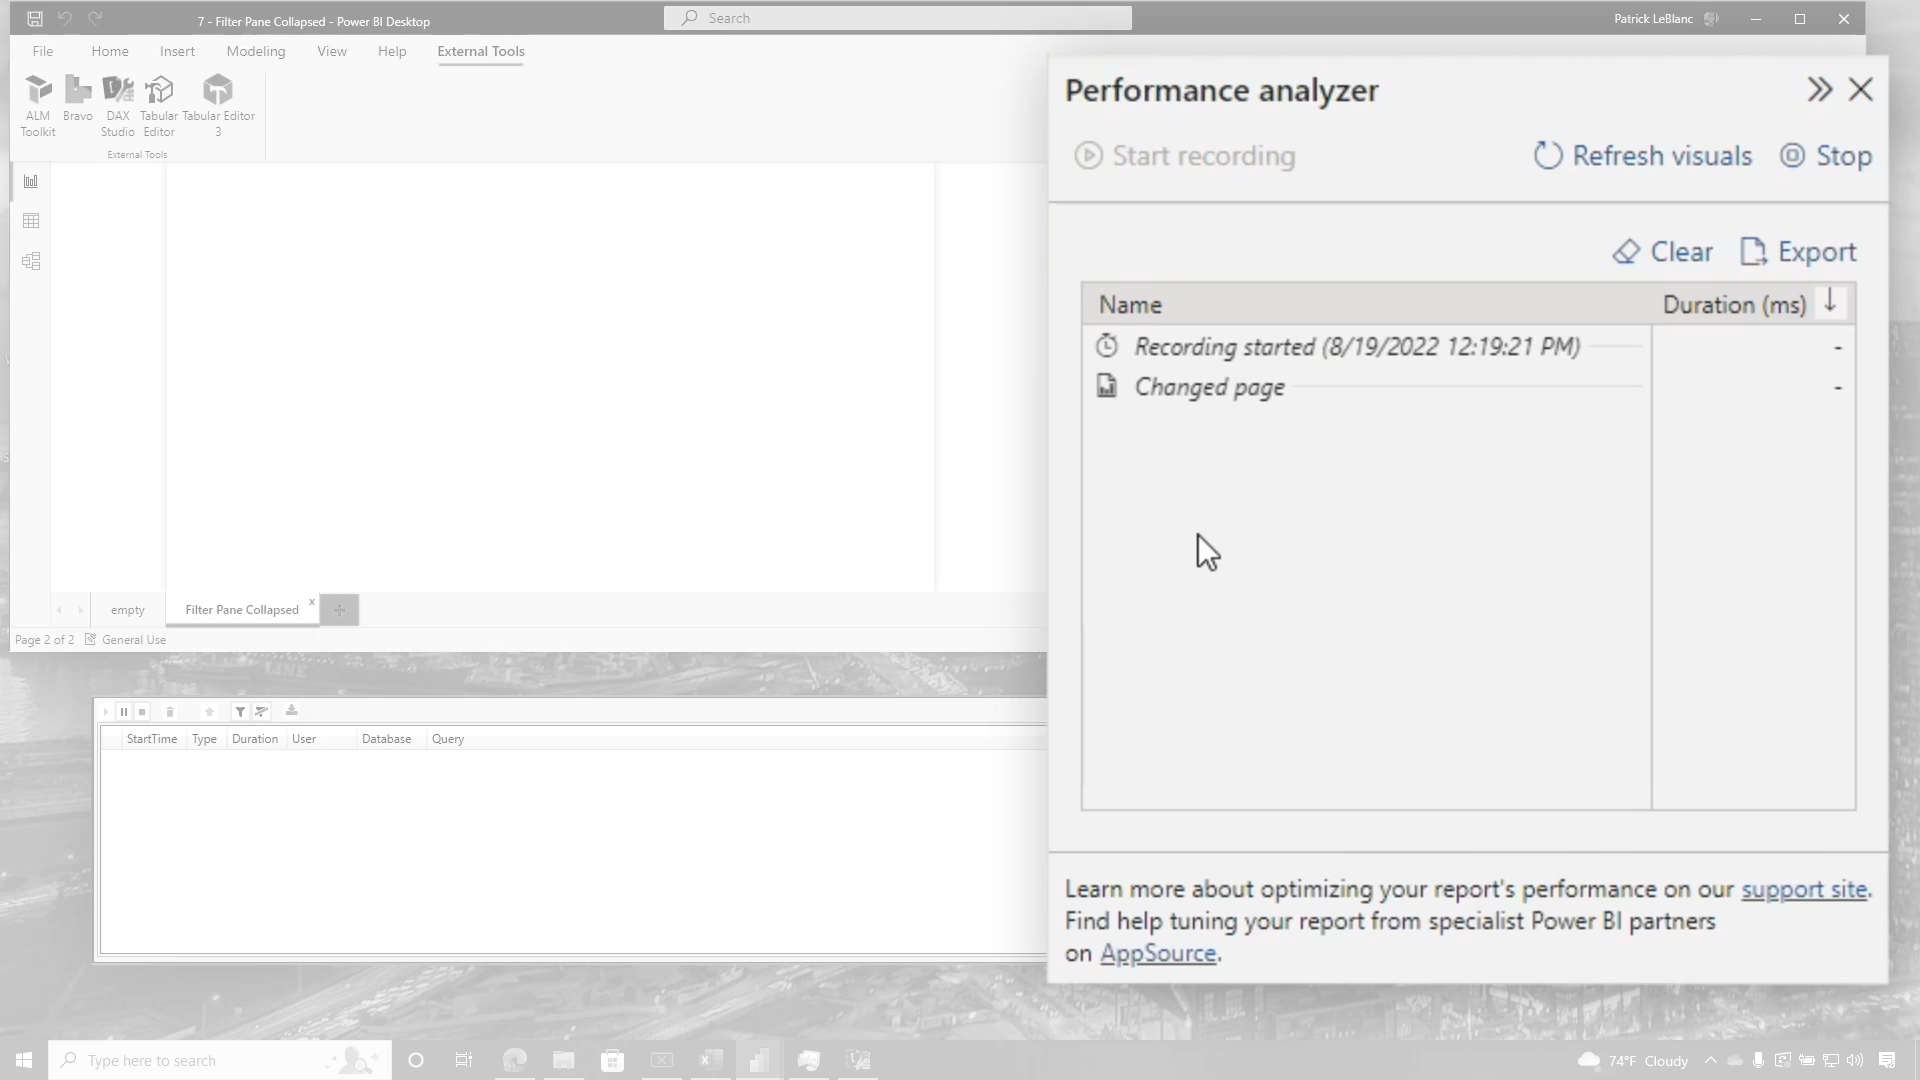 7 - Filter Pane Collapsed - Power BI Desktop
Search
Patrick LeBlanc
File Home Insert Modeling View Help External Tools
ALM Toolkit
Bravo
DAX Studio
Tabular Editor
Tabular Editor 3
External Tools
Performance analyzer
Start recording Refresh visuals Stop
Clear Export
Name Duration (ms)
Recording started (8/19/2022 12:19:21 PM) -
Changed page -
Learn more about optimizing your report's performance on our support site.
Find help tuning your report from specialist Power BI partners
on AppSource.
empty Filter Pane Collapsed x +
Page 2 of 2 General Use
StartTime Type Duration User Database Query
Type here to search
74°F Cloudy